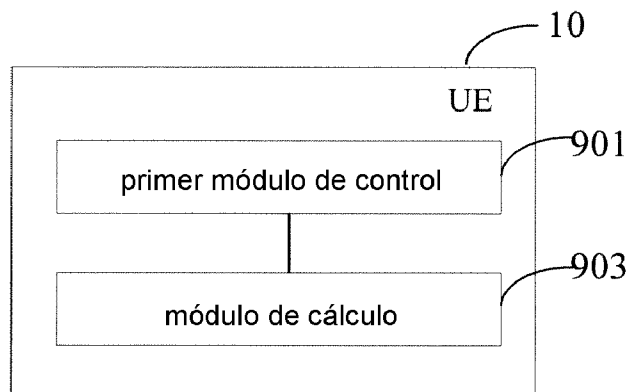 10
UE
901
primer módulo de control
903
módulo de cálculo